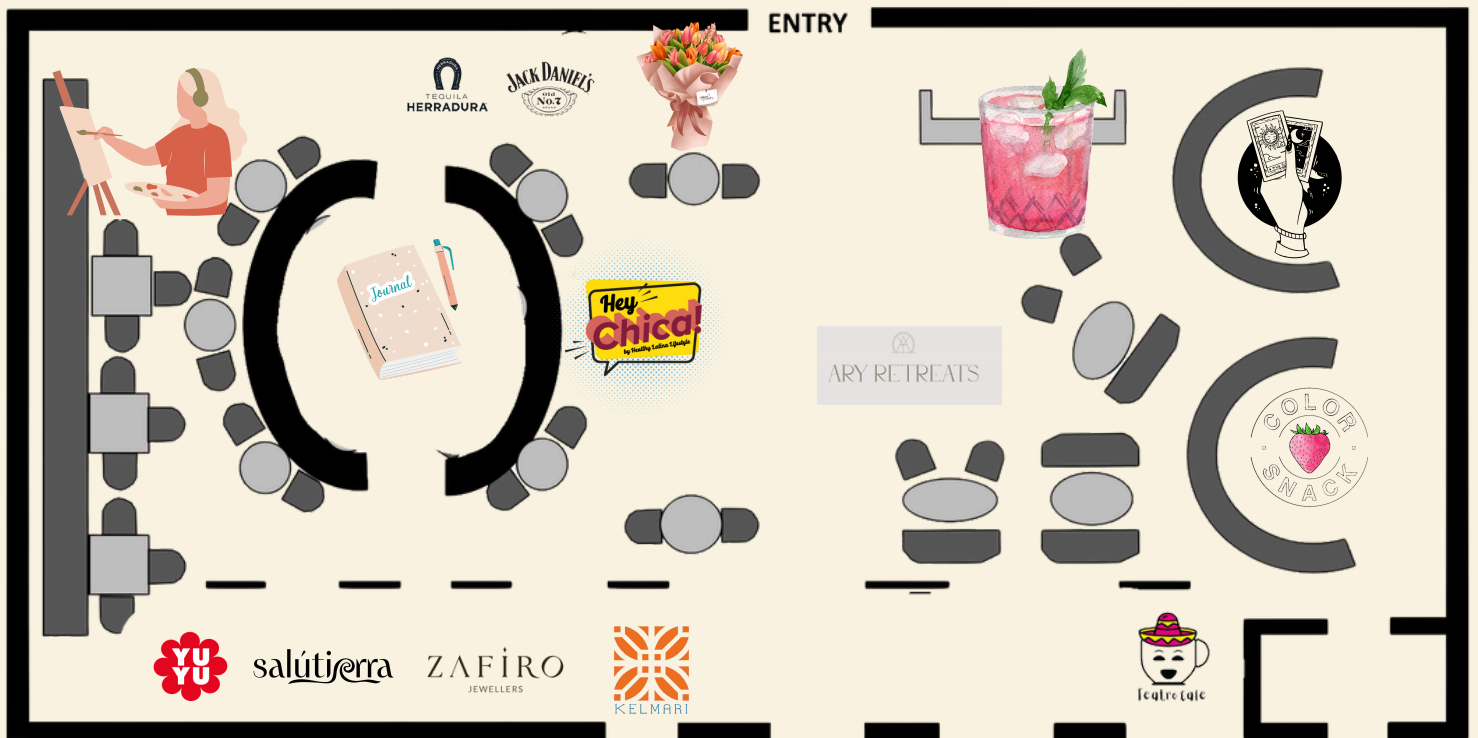 ENTRY
TEQUILA
HERRADURA
JACK DANIEL'S
Old
No.7
BRAND
Journal
Hey
Chica!
by Healthy Latina Lifestyle
ARY RETREATS
COLOR
SNACK
YU
YU
salútierra
ZAFIRO
JEWELLERS
KELMARI
Teatro Cafe